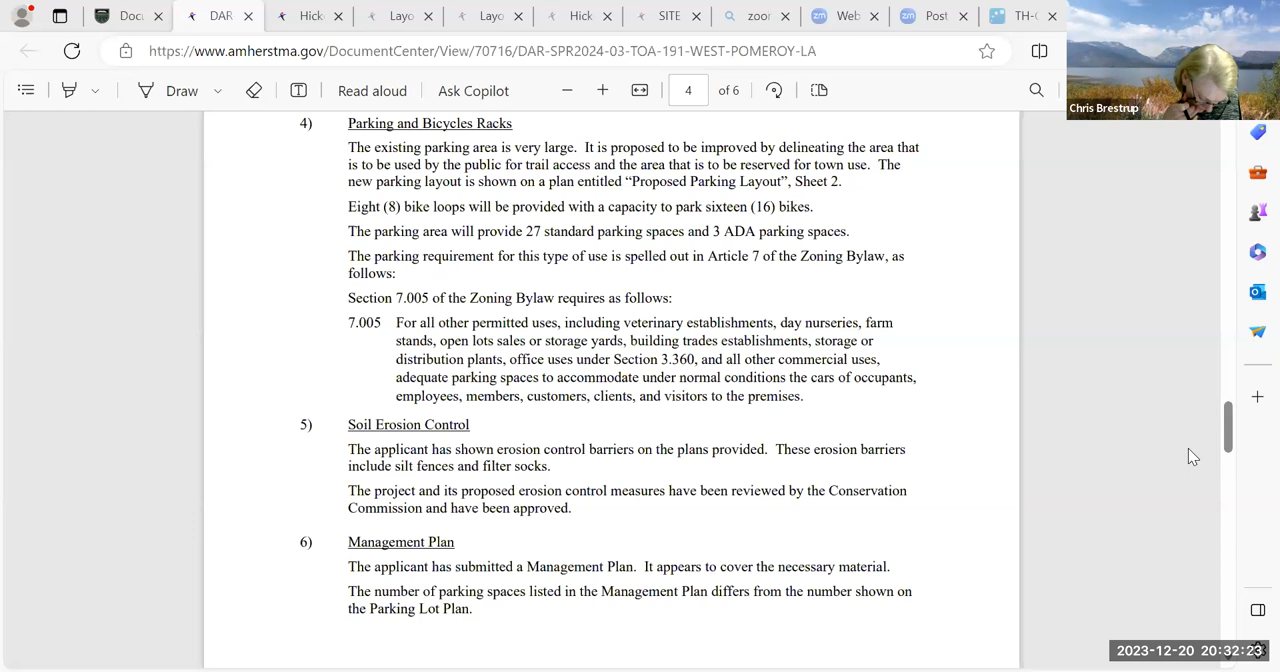 Docu
DAR
Hick
Layo
Layo
Hick
SITE
zoor
Web
Post
TH-C
https://www.amherstma.gov/DocumentCenter/View/70716/DAR-SPR2024-03-TOA-191-WEST-POMEROY-LA
Draw
Read aloud
Ask Copilot
4 of 6
Chris Brestrup
4) Parking and Bicycles Racks
The existing parking area is very large. It is proposed to be improved by delineating the area that
is to be used by the public for trail access and the area that is to be reserved for town use. The
new parking layout is shown on a plan entitled “Proposed Parking Layout”, Sheet 2.
Eight (8) bike loops will be provided with a capacity to park sixteen (16) bikes.
The parking area will provide 27 standard parking spaces and 3 ADA parking spaces.
The parking requirement for this type of use is spelled out in Article 7 of the Zoning Bylaw, as
follows:
Section 7.005 of the Zoning Bylaw requires as follows:
7.005 For all other permitted uses, including veterinary establishments, day nurseries, farm
stands, open lots sales or storage yards, building trades establishments, storage or
distribution plants, office uses under Section 3.360, and all other commercial uses,
adequate parking spaces to accommodate under normal conditions the cars of occupants,
employees, members, customers, clients, and visitors to the premises.
5) Soil Erosion Control
The applicant has shown erosion control barriers on the plans provided. These erosion barriers
include silt fences and filter socks.
The project and its proposed erosion control measures have been reviewed by the Conservation
Commission and have been approved.
6) Management Plan
The applicant has submitted a Management Plan. It appears to cover the necessary material.
The number of parking spaces listed in the Management Plan differs from the number shown on
the Parking Lot Plan.
2023-12-20 20:32:23